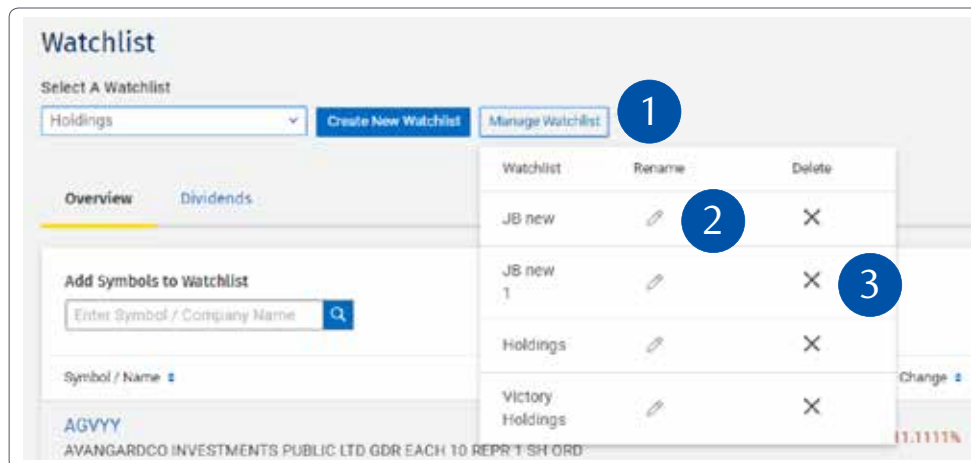 Watchlist
Select A Watchlist
Holdings
Create New Watchlist
Manage Watchlist
1
Watchlist Rename Delete
JB new
2
JB new
1
3
Holdings
Victory
Holdings
Overview Dividends
Add Symbols to Watchlist
Enter Symbol / Company Name
Symbol / Name
Change
AGVYY
11.1111%
AVANGARDCO INVESTMENTS PUBLIC LTD GDR EACH 10 REPR 1 SH ORD